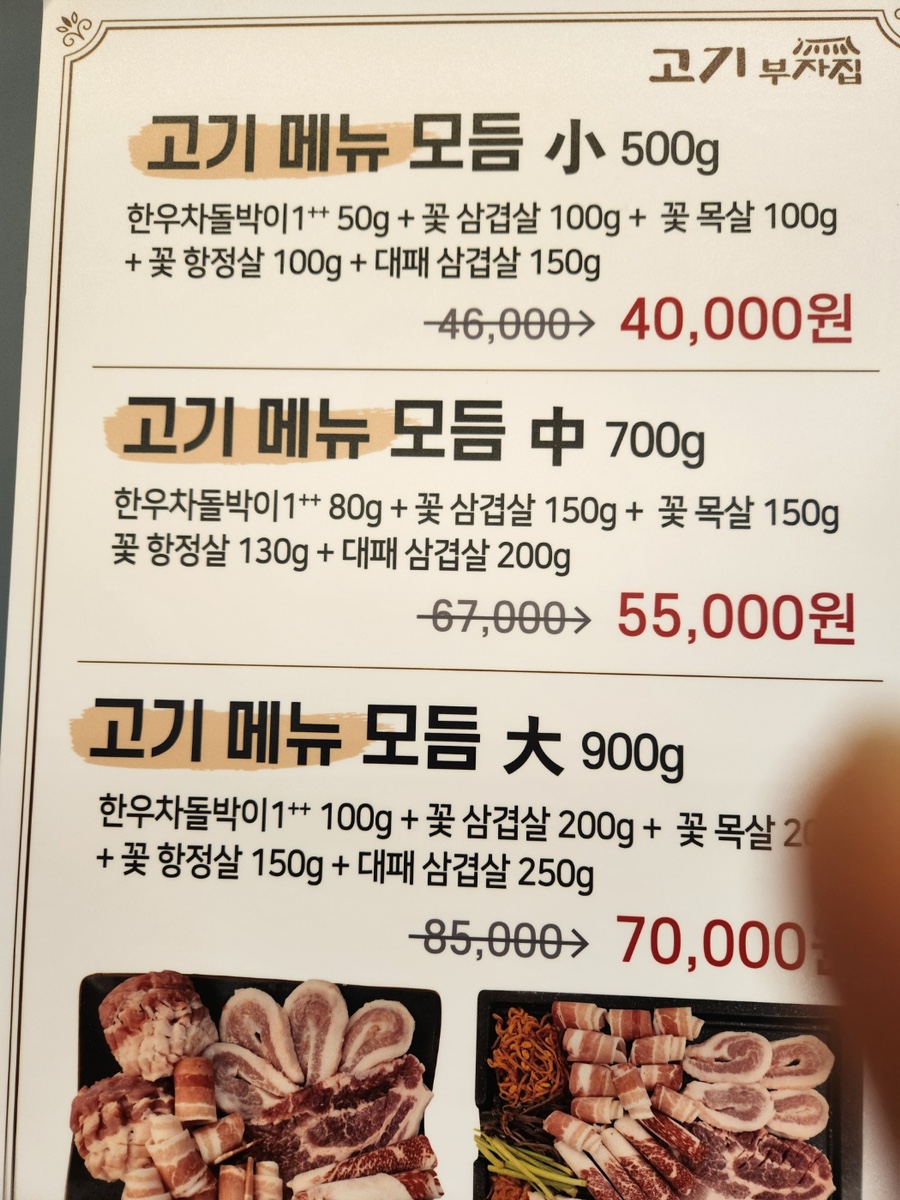 고기 부자집
고기 메뉴 모듬 小 500g
한우차돌박이1++ 50g + 꽃 삼겹살 100g + 꽃 목살 100g
+ 꽃 항정살 100g + 대패 삼겹살 150g
46,000→ 40,000원
고기 메뉴 모듬 中 700g
한우차돌박이1++ 80g + 꽃 삼겹살 150g + 꽃 목살 150g
꽃 항정살 130g + 대패 삼겹살 200g
67,000→ 55,000원
고기 메뉴 모듬 大 900g
한우차돌박이1++ 100g + 꽃 삼겹살 200g + 꽃 목살
+ 꽃 항정살 150g + 대패 삼겹살 250g
85,000→ 70,000